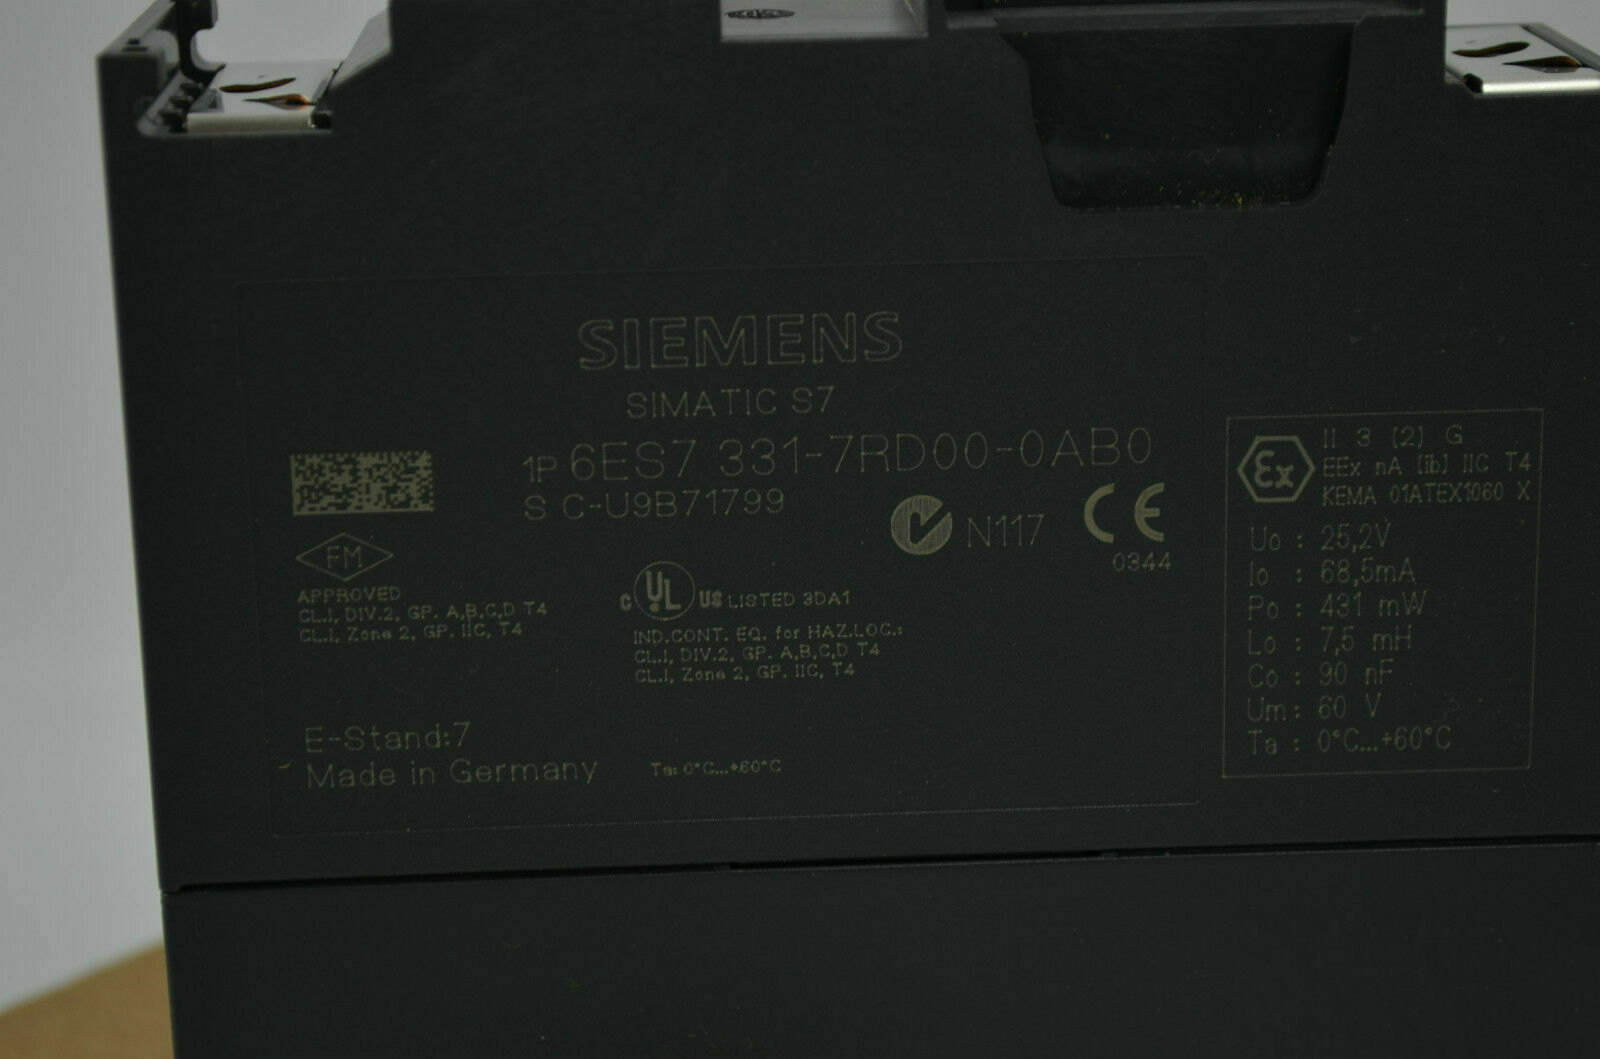 SIEMENS
SIMATIC S7
1P 6ES7 331-7RD00-0AB0
S C-U9B71799
N117
CE
0344
FM
APPROVED
CL.I, DIV.2, GP. A,B,C,D T4
CL.I, Zone 2, GP. IIC, T4
c UL US LISTED 3DA1
IND.CONT. EQ. for HAZ.LOC.:
CL.I, DIV.2, GP. A,B,C,D T4
CL.I, Zone 2, GP. IIC, T4
E-Stand:7
Made in Germany
Ta: 0°C...+60°C
Ex
II 3 (2) G
EEx nA [ib] IIC T4
KEMA 01ATEX1060 X
Uo : 25,2V
Io : 68,5mA
Po : 431 mW
Lo : 7,5 mH
Co : 90 nF
Um : 60 V
Ta : 0°C...+60°C